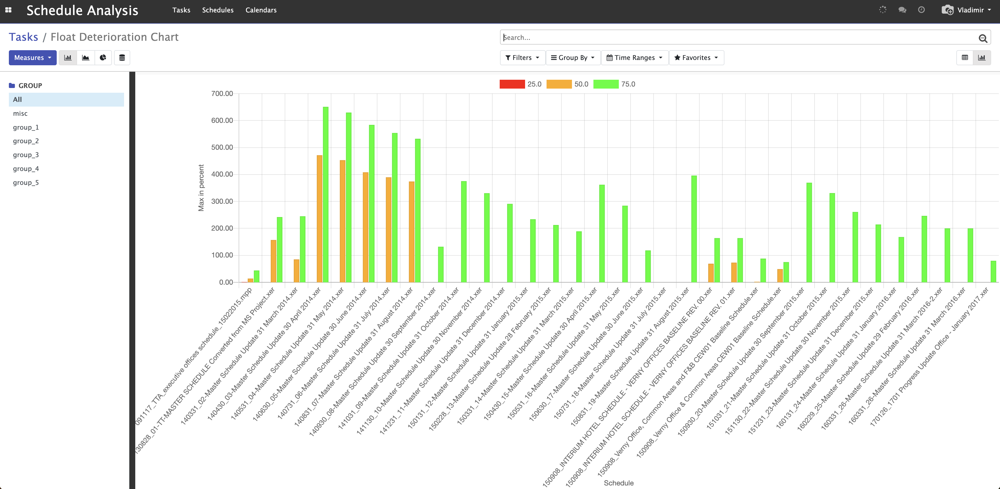 Schedule Analysis
Tasks
Schedules
Calendars
Vladimir
Tasks / Float Deterioration Chart
Search...
Measures
Filters
Group By
Time Ranges
Favorites
GROUP
All
misc
group_1
group_2
group_3
group_4
group_5
25.0
50.0
75.0
700.00
600.00
500.00
400.00
300.00
200.00
100.00
0.00
Max in percent
091117_TTA_executive offices schedule_15022015.mpp
130828_01-TT-MASTER SCHEDULE Converted from MS Project.xer
140331_02-Master Schedule Update 31 March 2014.xer
140430_03-Master Schedule Update 30 April 2014.xer
140531_04-Master Schedule Update 31 May 2014.xer
140630_05-Master Schedule Update 30 June 2014.xer
140731_06-Master Schedule Update 31 July 2014.xer
140831_07-Master Schedule Update 31 August 2014.xer
140930_08-Master Schedule Update 30 September 2014.xer
141031_09-Master Schedule Update 31 October 2014.xer
141130_10-Master Schedule Update 30 November 2014.xer
141231_11-Master Schedule Update 31 December 2014.xer
150131_12-Master Schedule Update 31 January 2015.xer
150228_13-Master Schedule Update 28 February 2015.xer
150331_14-Master Schedule Update 31 March 2015.xer
150430_15-Master Schedule Update 30 April 2015.xer
150531_16-Master Schedule Update 31 May 2015.xer
150630_17-Master Schedule Update 30 June 2015.xer
150731_18-Master Schedule Update 31 July 2015.xer
150831_19-Master Schedule Update 31 August 2015.xer
150908_INTERIUM HOTEL SCHEDULE - VERNY OFFICES BASELINE REV. 00.xer
150908_INTERIUM HOTEL SCHEDULE - VERNY OFFICES BASELINE REV. 01.xer
150908_Verny Office, Common Areas and F&B CEW01 Baseline Schedule.xer
150908_Verny Office & Common Areas CEW01 Baseline Schedule.xer
150930_20-Master Schedule Update 30 September 2015.xer
151031_21-Master Schedule Update 31 October 2015.xer
151130_22-Master Schedule Update 30 November 2015.xer
151231_23-Master Schedule Update 31 December 2015.xer
160131_24-Master Schedule Update 31 January 2016.xer
160229_25-Master Schedule Update 29 February 2016.xer
160331_26-Master Schedule Update 31 March 2016-2.xer
160331_26-Master Schedule Update 31 March 2016.xer
170126_1701 Progress Update Office - January 2017.xer
Schedule